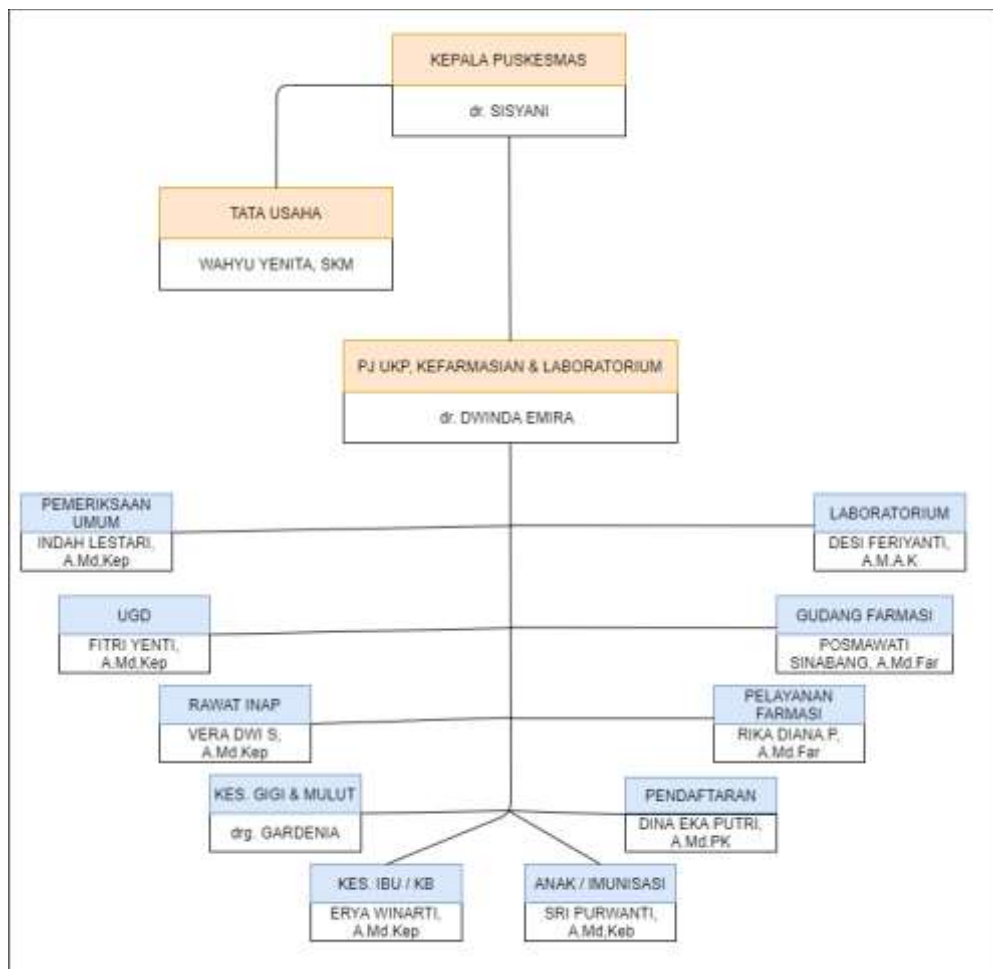 KEPALA PUSKESMAS
dr. SISYANI
TATA USAHA
WAHYU YENITA, SKM
PJ UKP, KEFARMASIAN & LABORATORIUM
dr. DWINDA EMIRA
PEMERIKSAAN
UMUM
INDAH LESTARI,
A.Md.Kep
LABORATORIUM
DESI FERIYANTI,
A.M.A.K
UGD
FITRI YENTI,
A.Md.Kep
GUDANG FARMASI
POSMAWATI
SINABANG, A.Md.Far
RAWAT INAP
VERA DWI S,
A.Md.Kep
PELAYANAN
FARMASI
RIKA DIANA P,
A.Md.Far
KES. GIGI & MULUT
drg. GARDENIA
PENDAFTARAN
DINA EKA PUTRI,
A.Md.PK
KES. IBU / KB
ERYA WINARTI,
A.Md.Kep
ANAK / IMUNISASI
SRI PURWANTI,
A.Md,Keb